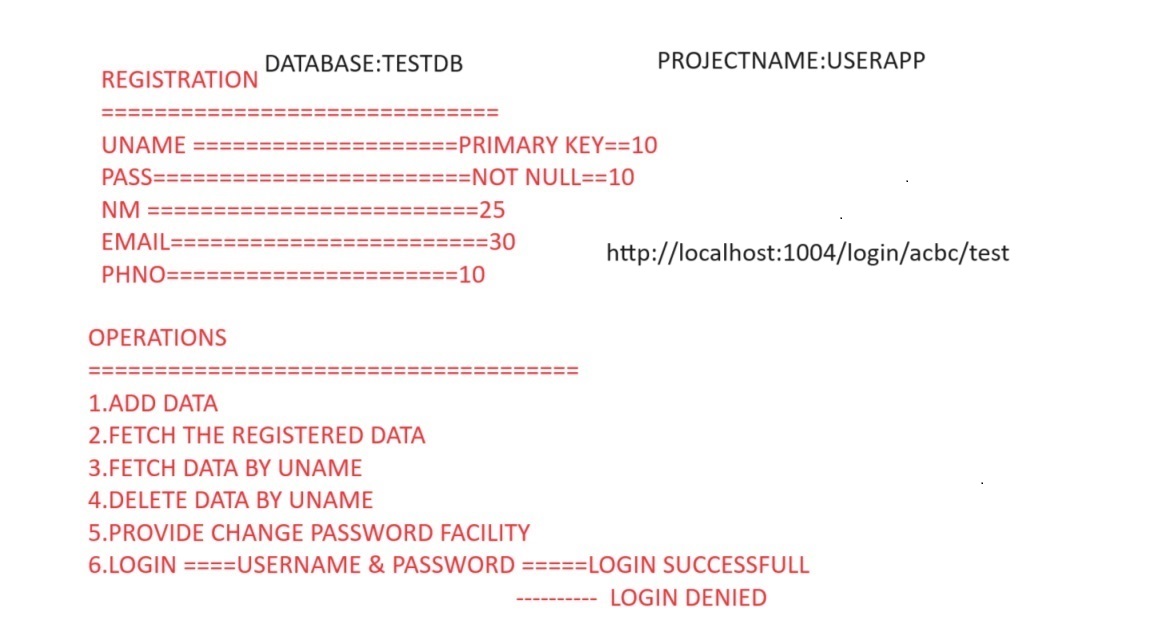 DATABASE:TESTDB
PROJECTNAME:USERAPP
REGISTRATION
==============================
UNAME ====================PRIMARY KEY==10
PASS========================NOT NULL==10
NM =========================25
EMAIL========================30
http://localhost:1004/login/acbc/test
PHNO======================10
OPERATIONS
=====================================
1.ADD DATA
2.FETCH THE REGISTERED DATA
3.FETCH DATA BY UNAME
4.DELETE DATA BY UNAME
5.PROVIDE CHANGE PASSWORD FACILITY
6.LOGIN ====USERNAME & PASSWORD =====LOGIN SUCCESSFULL
---------- LOGIN DENIED